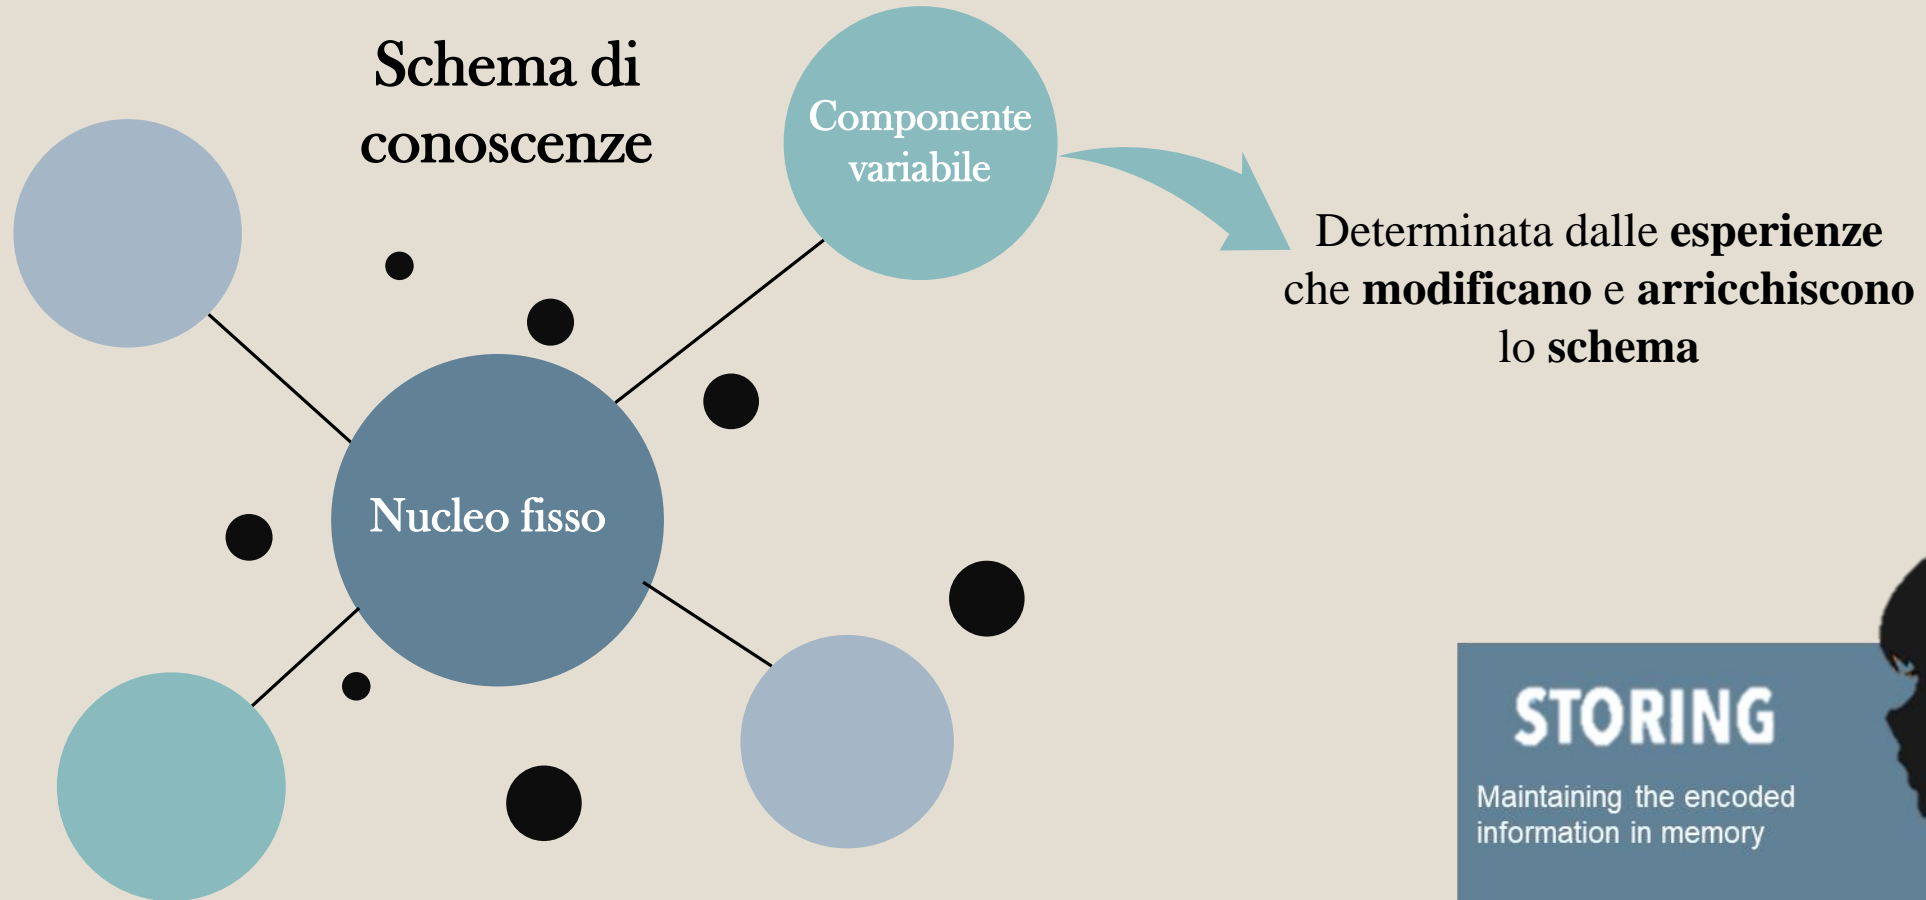 Schema di
conoscenze
Componente
variabile
Determinata dalle esperienze
che modificano e arricchiscono
lo schema
Nucleo fisso
STORING
Maintaining the encoded
information in memory